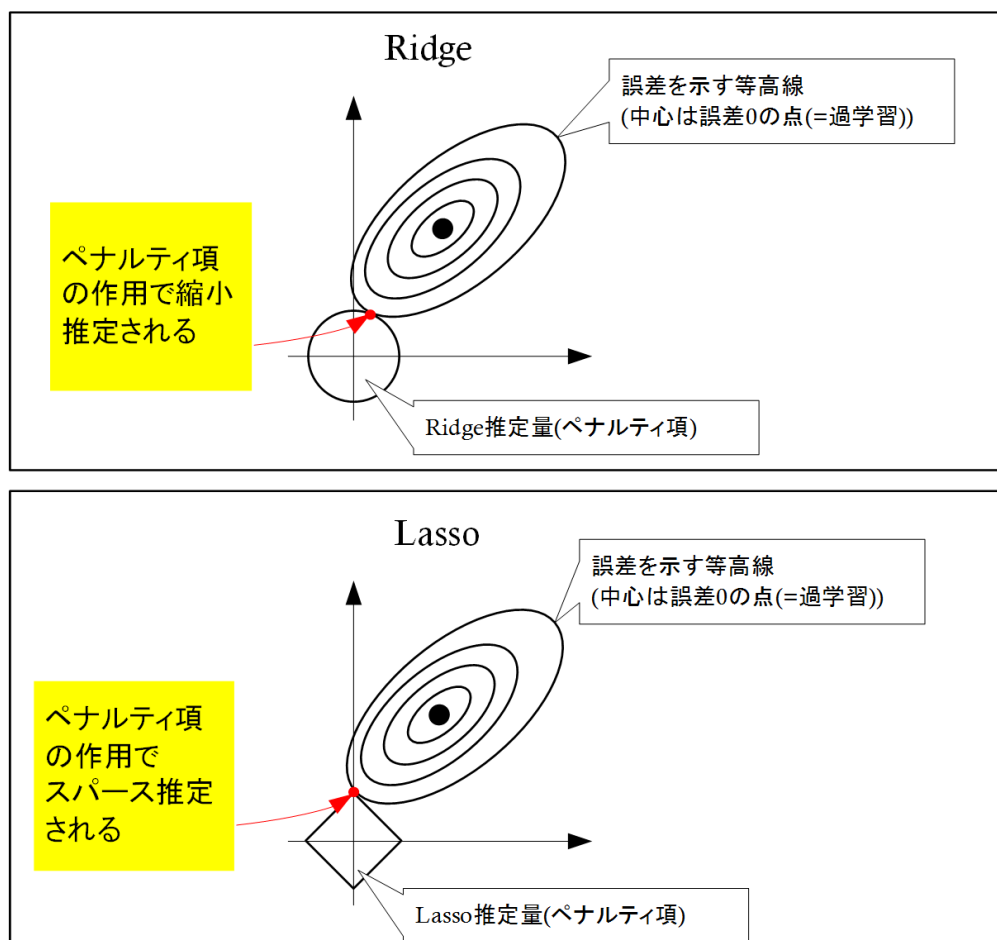 Ridge
誤差を示す等高線
(中心は誤差0の点(=過学習))
ペナルティ項
の作用で縮小
推定される
Ridge推定量(ペナルティ項)
Lasso
誤差を示す等高線
(中心は誤差0の点(=過学習))
ペナルティ項
の作用で
スパース推定
される
Lasso推定量(ペナルティ項)